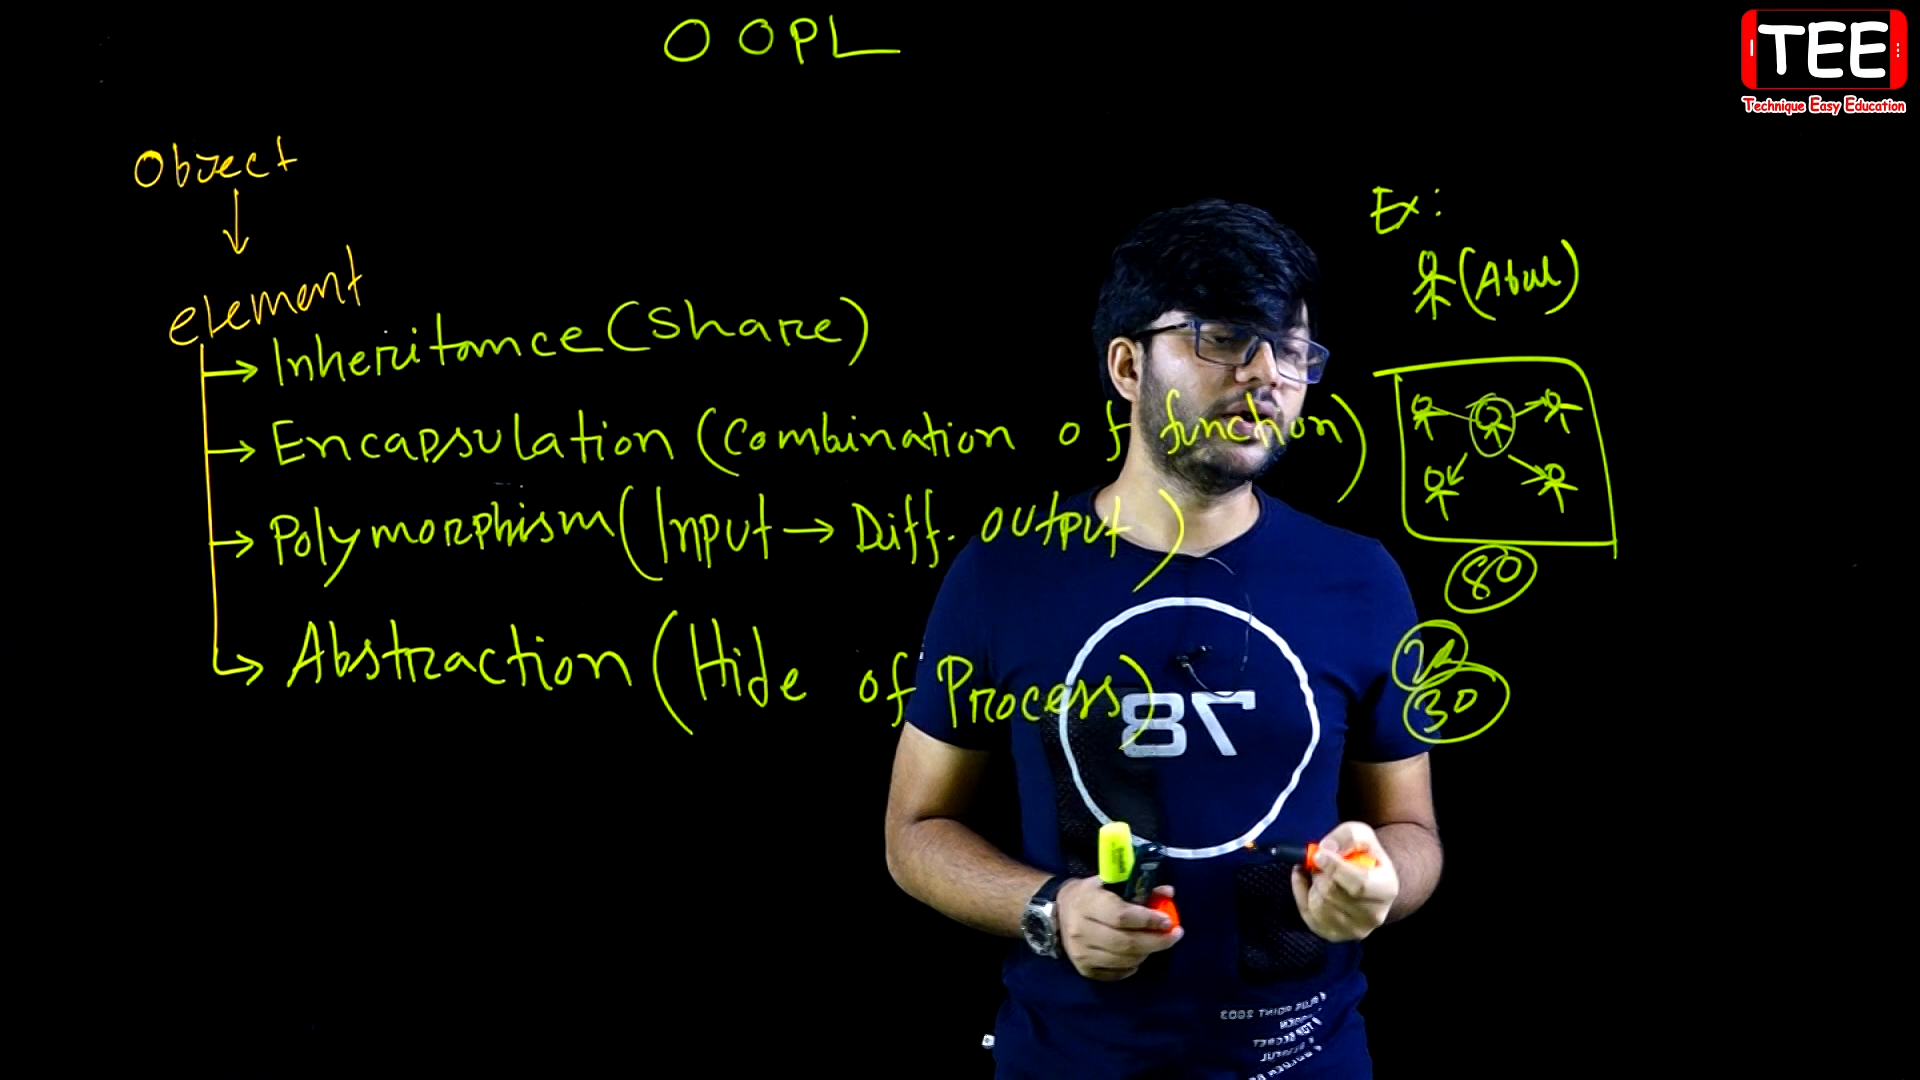 OOPL
TEE
Technique Easy Education
Object
element
Inheritance (Share)
Encapsulation (Combination of function)
Polymorphism (Input → Diff. output)
Abstraction (Hide of Process)
Ex:
(Abul)
80
30
78